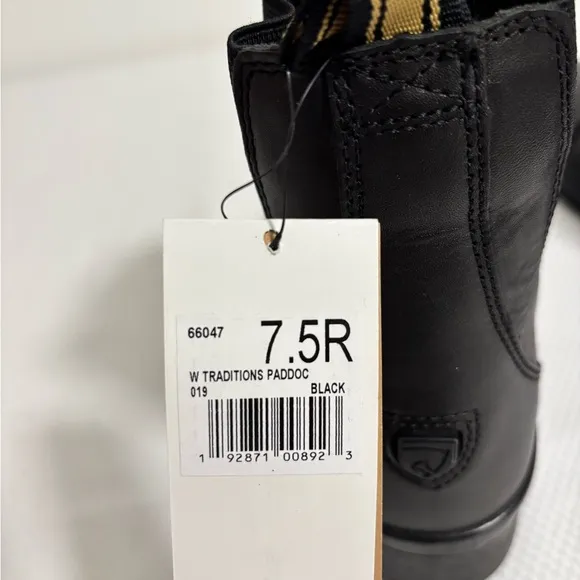 66047
7.5R
W TRADITIONS PADDOC
019 BLACK
1 92871 00892 3